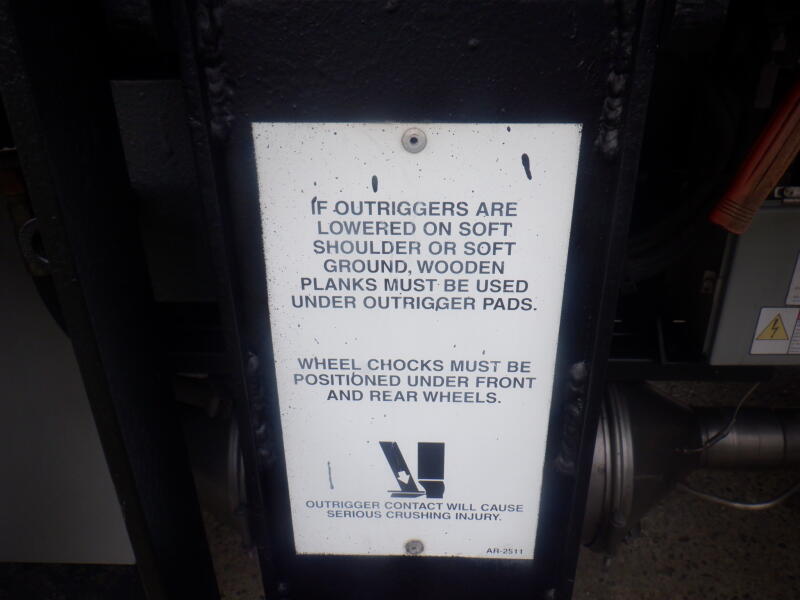 IF OUTRIGGERS ARE
LOWERED ON SOFT
SHOULDER OR SOFT
GROUND, WOODEN
PLANKS MUST BE USED
UNDER OUTRIGGER PADS.
WHEEL CHOCKS MUST BE
POSITIONED UNDER FRONT
AND REAR WHEELS.
OUTRIGGER CONTACT WILL CAUSE
SERIOUS CRUSHING INJURY.
AR-2511